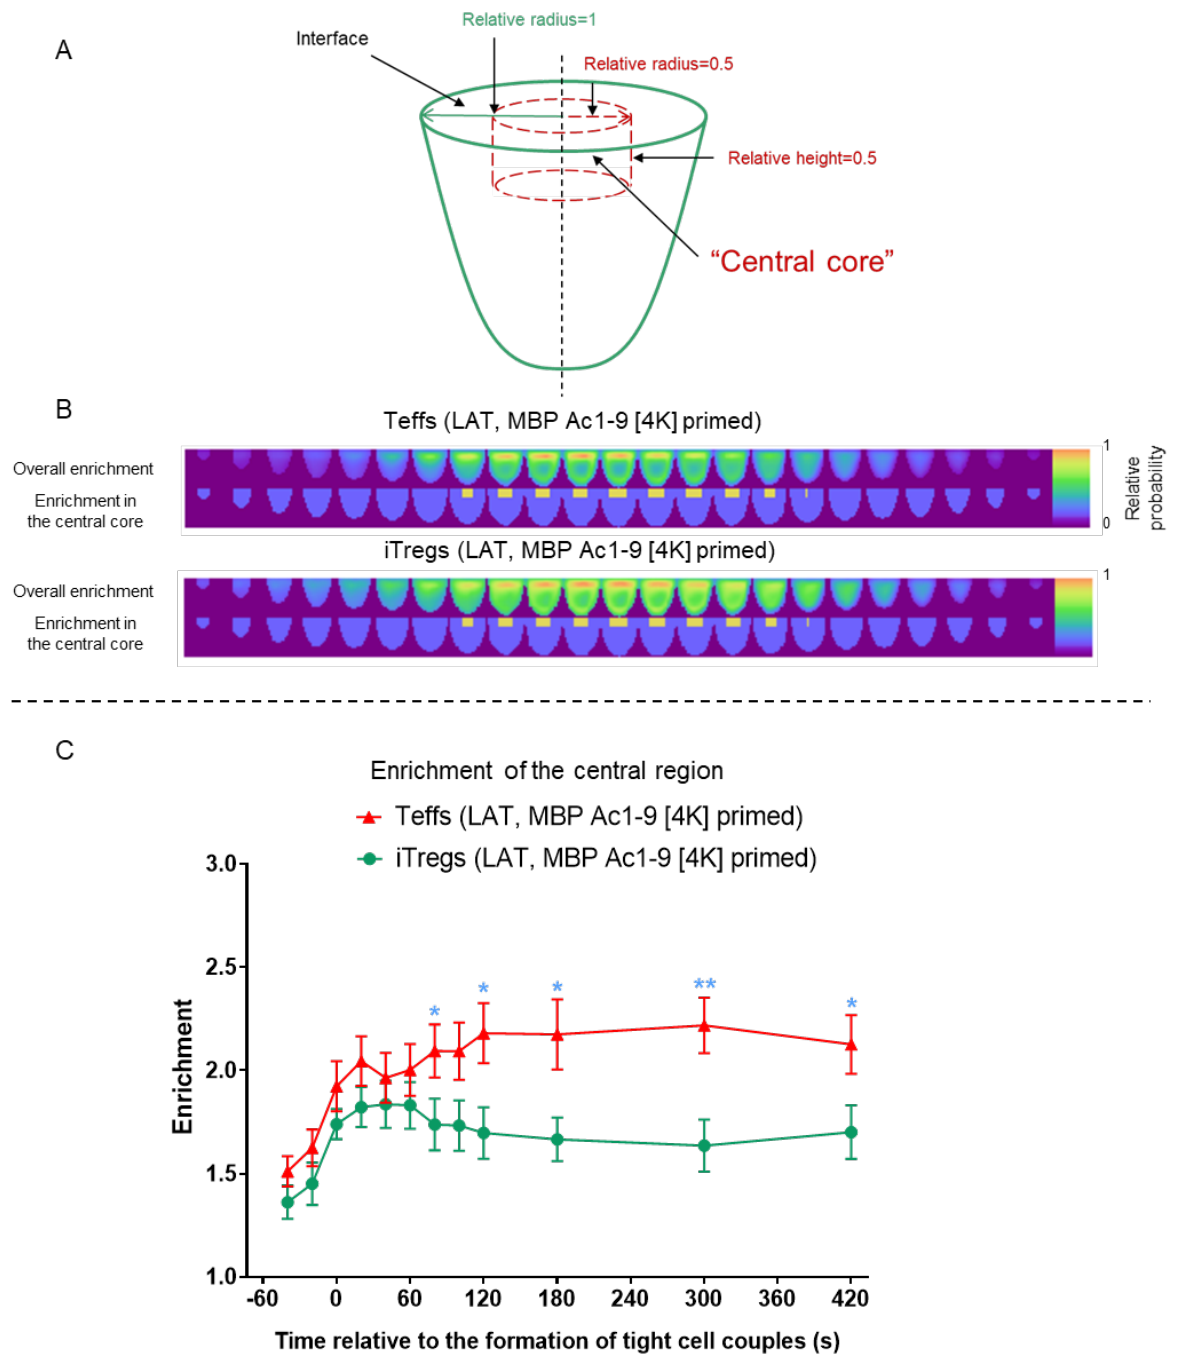 A
Relative radius=1
Interface
Relative radius=0.5
Relative height=0.5
“Central core”
B
Teffs (LAT, MBP Ac1-9 [4K] primed)
Overall enrichment
Enrichment in
the central core
1
0
Relative
probability
iTregs (LAT, MBP Ac1-9 [4K] primed)
Overall enrichment
Enrichment in
the central core
1
C
Enrichment of the central region
Teffs (LAT, MBP Ac1-9 [4K] primed)
iTregs (LAT, MBP Ac1-9 [4K] primed)
Enrichment
3.0
2.5
2.0
1.5
1.0
* * * ** *
-60 0 60 120 180 240 300 360 420
Time relative to the formation of tight cell couples (s)